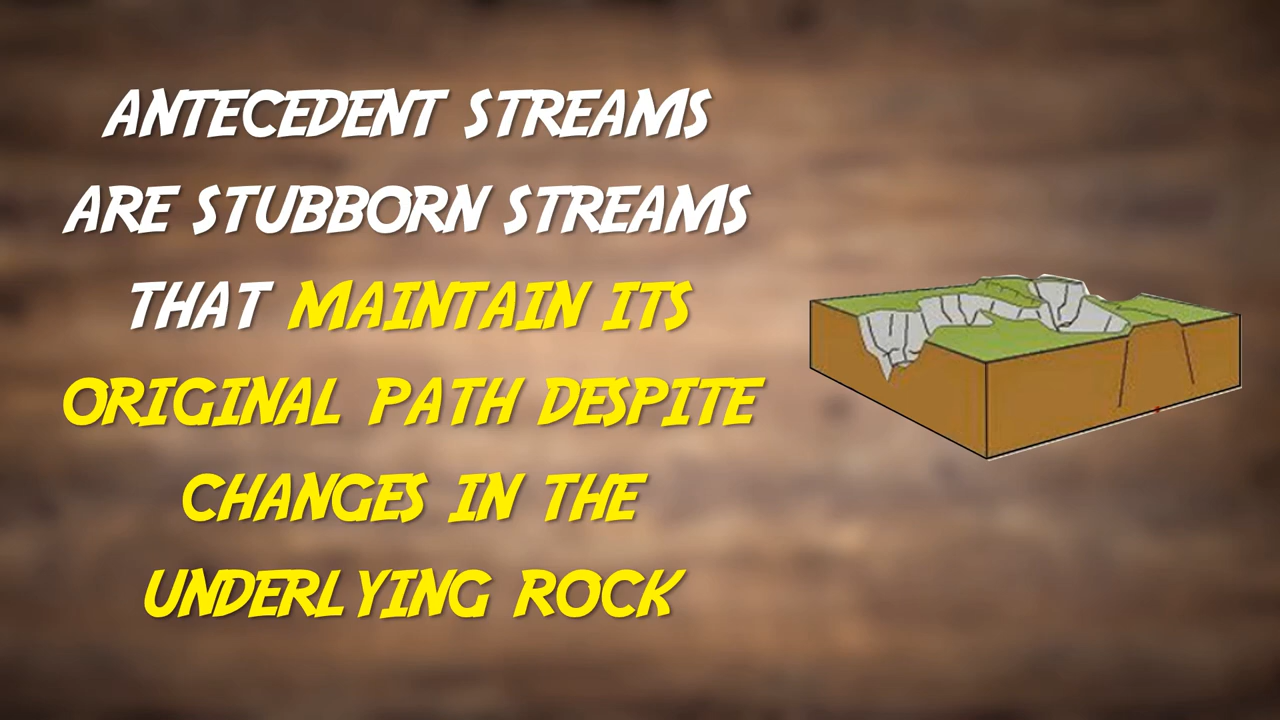 ANTECEDENT STREAMS
ARE STUBBORN STREAMS
THAT MAINTAIN ITS
ORIGINAL PATH DESPITE
CHANGES IN THE
UNDERLYING ROCK